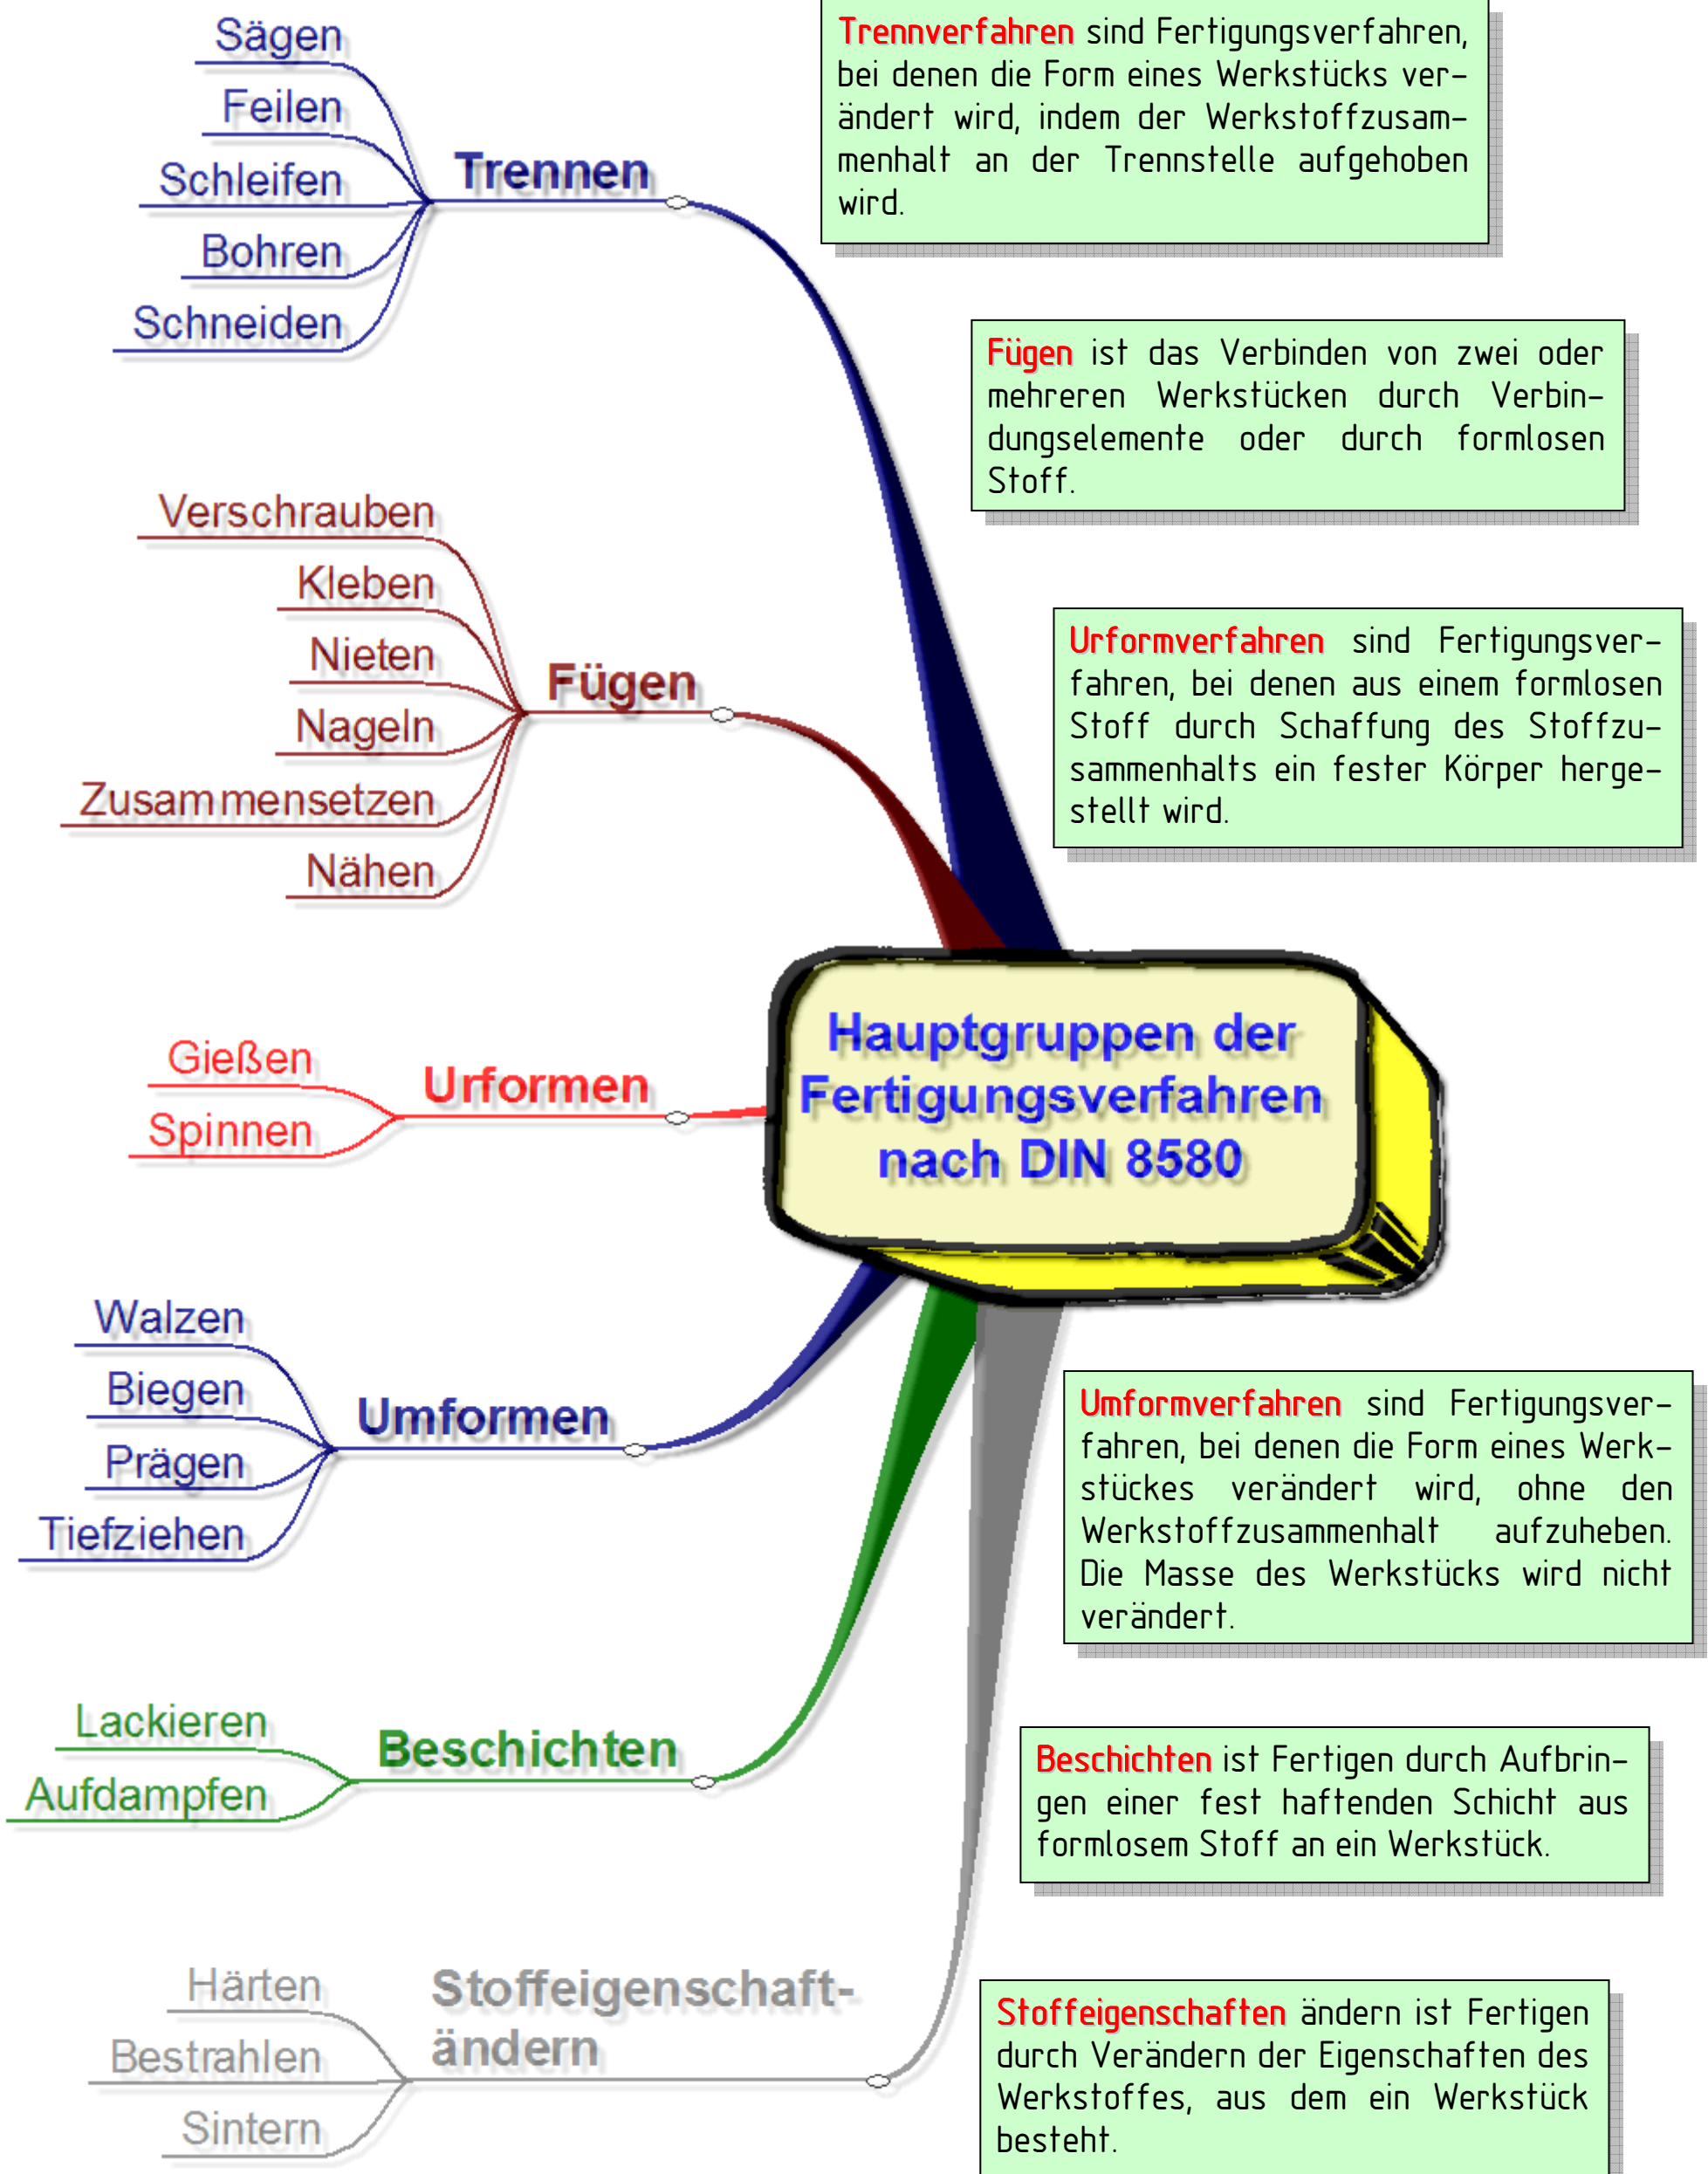 Sägen
Feilen
Schleifen
Bohren
Schneiden
Trennen
Trennverfahren sind Fertigungsverfahren,
bei denen die Form eines Werkstücks ver-
ändert wird, indem der Werkstoffzusam-
menhalt an der Trennstelle aufgehoben
wird.
Fügen ist das Verbinden von zwei oder
mehreren Werkstücken durch Verbin-
dungselemente oder durch formlosen
Stoff.
Verschrauben
Kleben
Nieten
Nageln
Zusammensetzen
Nähen
Fügen
Urformverfahren sind Fertigungsver-
fahren, bei denen aus einem formlosen
Stoff durch Schaffung des Stoffzu-
sammenhalts ein fester Körper herge-
stellt wird.
Hauptgruppen der
Fertigungsverfahren
nach DIN 8580
Gießen
Spinnen
Urformen
Walzen
Biegen
Prägen
Tiefziehen
Umformen
Umformverfahren sind Fertigungsver-
fahren, bei denen die Form eines Werk-
stückes verändert wird, ohne den
Werkstoffzusammenhalt aufzuheben.
Die Masse des Werkstücks wird nicht
verändert.
Lackieren
Aufdampfen
Beschichten
Beschichten ist Fertigen durch Aufbrin-
gen einer fest haftenden Schicht aus
formlosem Stoff an ein Werkstück.
Härten
Bestrahlen
Sintern
Stoffeigenschaft-
ändern
Stoffeigenschaften ändern ist Fertigen
durch Verändern der Eigenschaften des
Werkstoffes, aus dem ein Werkstück
besteht.